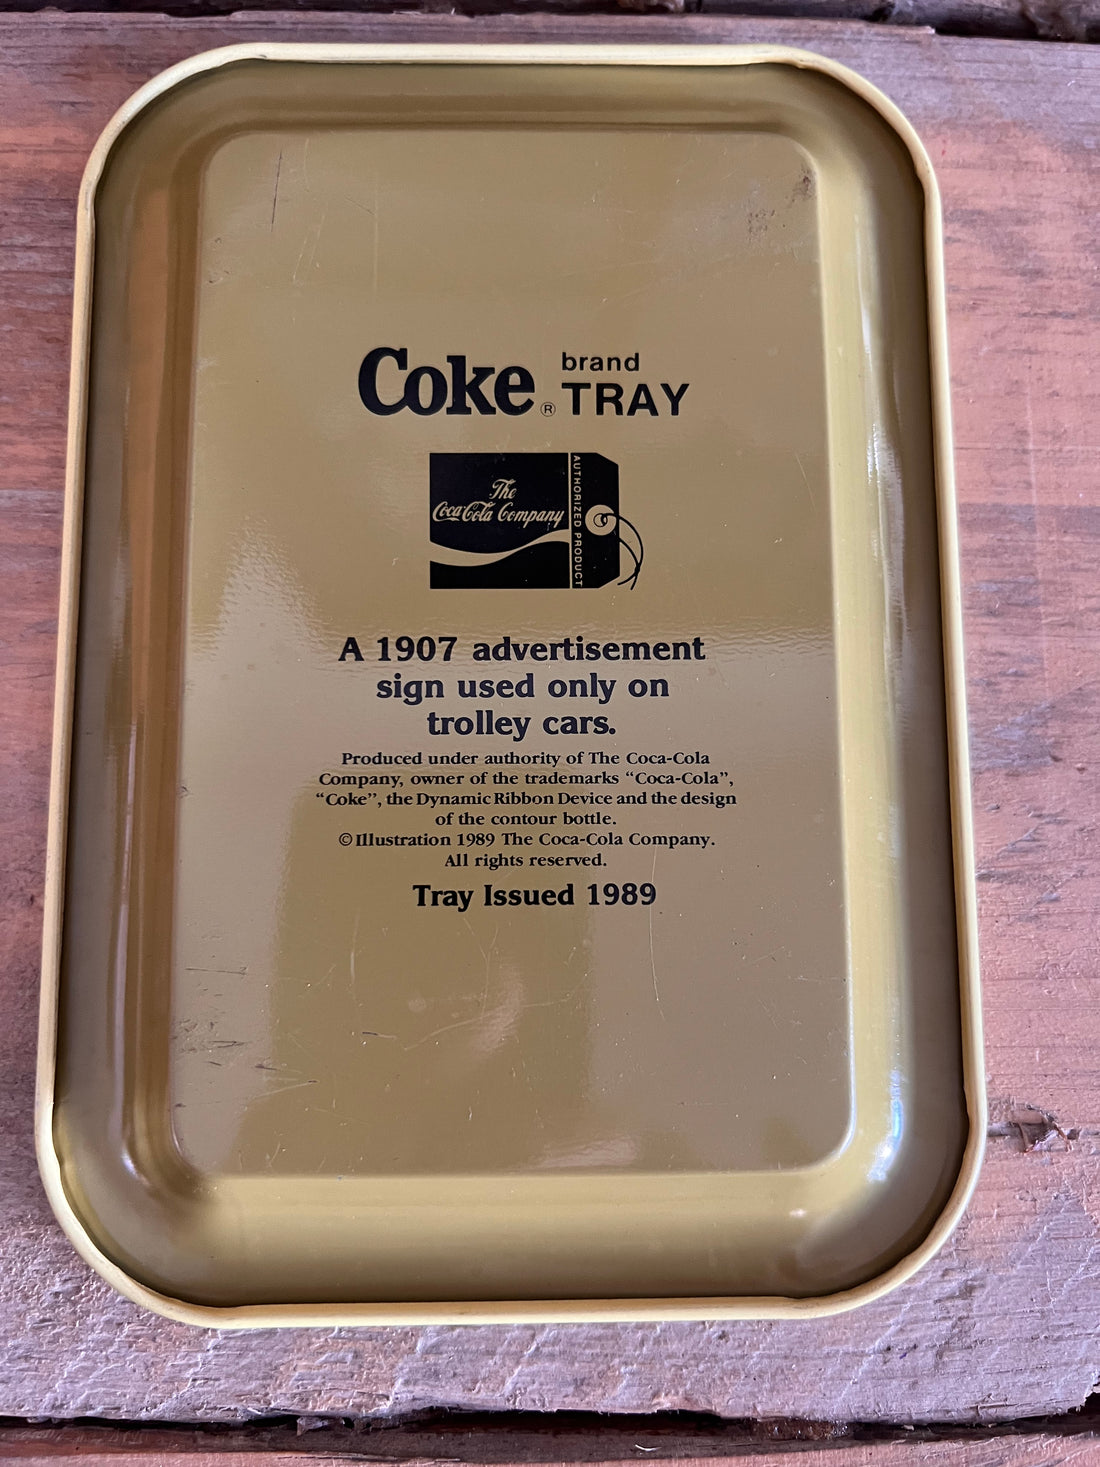 Coke® brand TRAY
The
Coca-Cola Company
AUTHORIZED PRODUCT
A 1907 advertisement
sign used only on
trolley cars.
Produced under authority of The Coca-Cola
Company, owner of the trademarks “Coca-Cola”,
“Coke”, the Dynamic Ribbon Device and the design
of the contour bottle.
© Illustration 1989 The Coca-Cola Company.
All rights reserved.
Tray Issued 1989